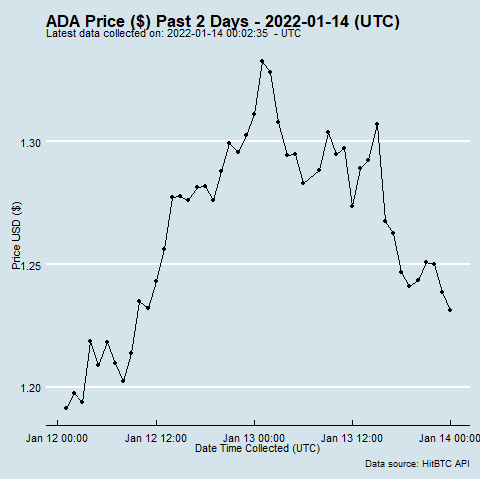 ADA Price ($) Past 2 Days - 2022-01-14 (UTC)
Latest data collected on: 2022-01-14 00:02:35 - UTC
1.30
1.25
1.20
Price USD ($)
Jan 12 00:00 Jan 12 12:00 Jan 13 00:00 Jan 13 12:00 Jan 14 00:00
Date Time Collected (UTC)
Data source: HitBTC API